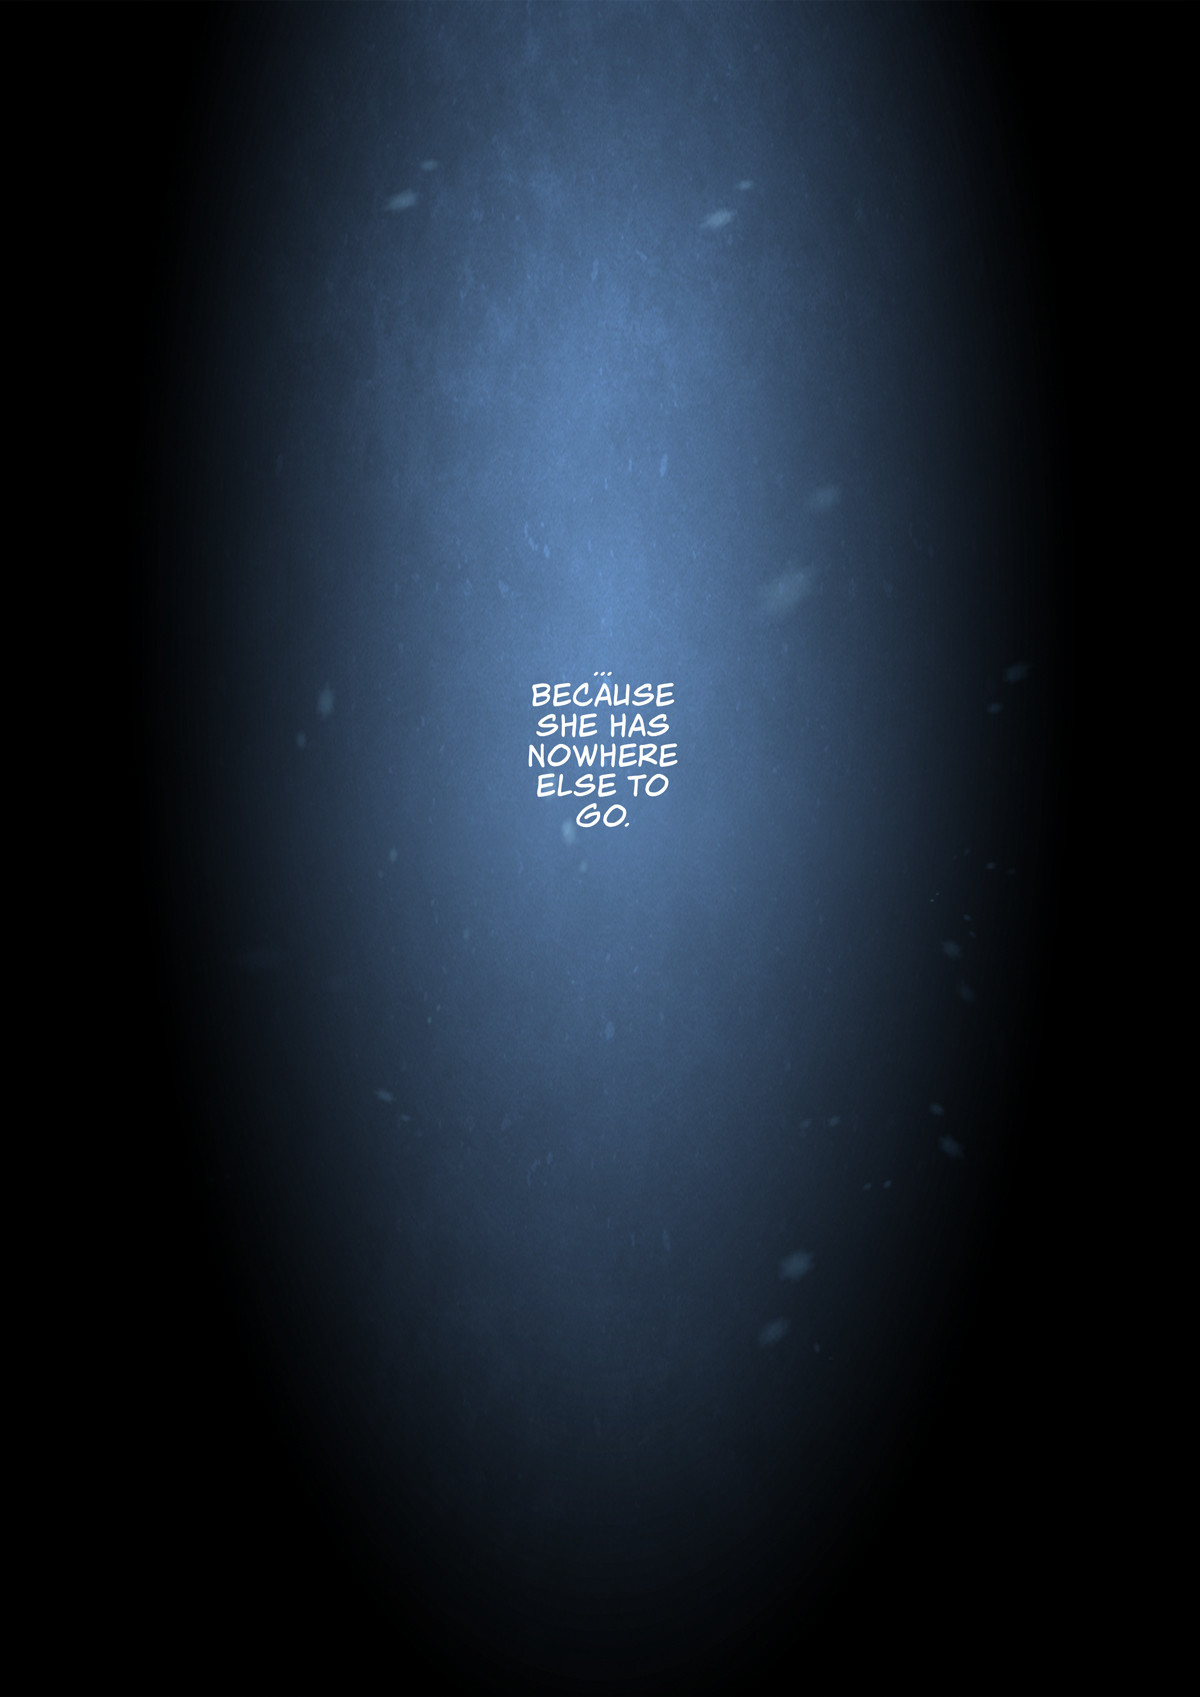 ...
BECAUSE
SHE HAS
NOWHERE
ELSE TO
GO.